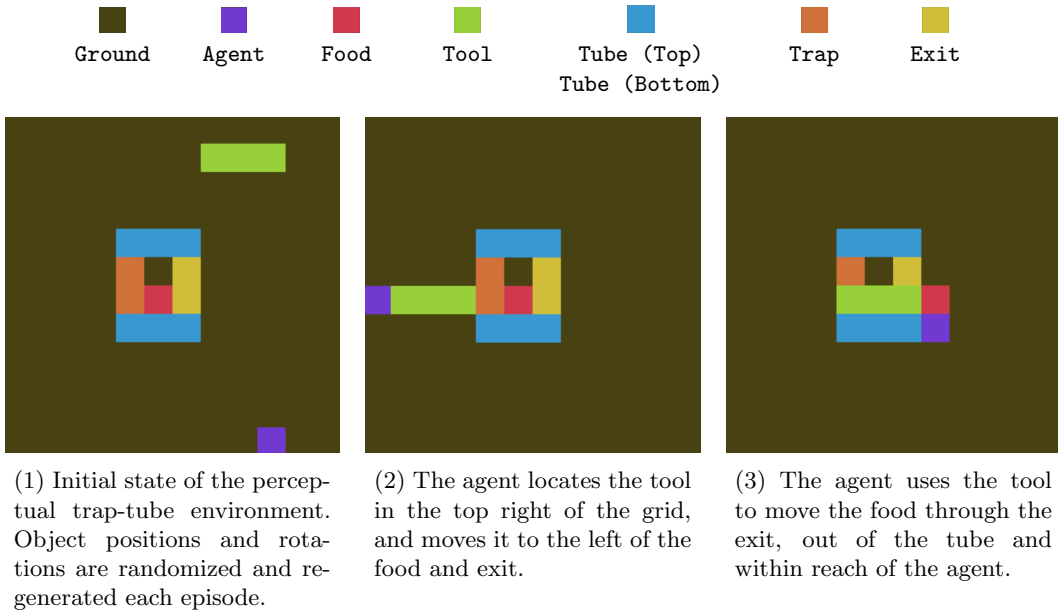 Ground Agent Food Tool Tube (Top) Trap Exit
Tube (Bottom)
(1) Initial state of the percep-
tual trap-tube environment.
Object positions and rota-
tions are randomized and re-
generated each episode.
(2) The agent locates the tool
in the top right of the grid,
and moves it to the left of the
food and exit.
(3) The agent uses the tool
to move the food through the
exit, out of the tube and
within reach of the agent.